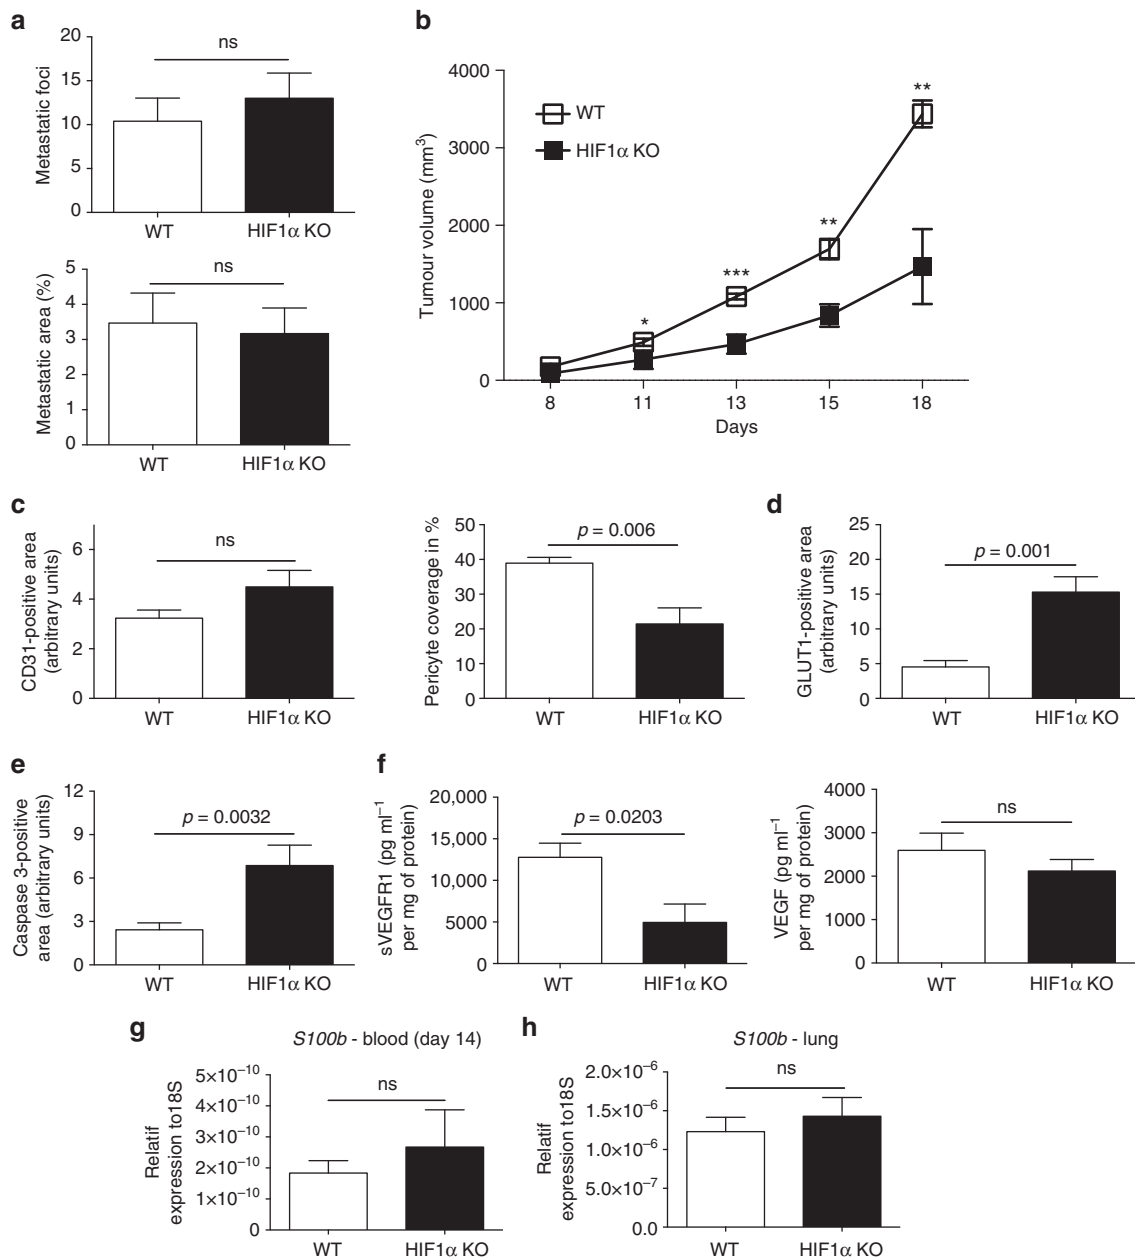 a
Metastatic foci
20
15
10
5
0
ns
WT
HIF1α KO
Metastatic area (%)
5
4
3
2
1
0
ns
WT
HIF1α KO
b
Tumour volume (mm³)
4000
3000
2000
1000
0
WT
HIF1α KO
*
***
**
**
8
11
13
15
18
Days
c
CD31-positive area
(arbitrary units)
6
4
2
0
ns
WT
HIF1α KO
Pericyte coverage in %
50
40
30
20
10
0
p = 0.006
WT
HIF1α KO
d
GLUT1-positive area
(arbitrary units)
25
20
15
10
5
0
p = 0.001
WT
HIF1α KO
e
Caspase 3-positive
area (arbitrary units)
12
9
6
3
0
p = 0.0032
WT
HIF1α KO
f
sVEGFR1 (pg ml⁻¹
per mg of protein)
20,000
15,000
10,000
5000
0
p = 0.0203
WT
HIF1α KO
VEGF (pg ml⁻¹
per mg of protein)
4000
3000
2000
1000
0
ns
WT
HIF1α KO
g
S100b - blood (day 14)
Relatif
expression to18S
5×10⁻¹⁰
4×10⁻¹⁰
3×10⁻¹⁰
2×10⁻¹⁰
1×10⁻¹⁰
0
ns
WT
HIF1α KO
h
S100b - lung
Relatif
expression to18S
2.0×10⁻⁶
1.5×10⁻⁶
1.0×10⁻⁶
5.0×10⁻⁷
0.0
ns
WT
HIF1α KO